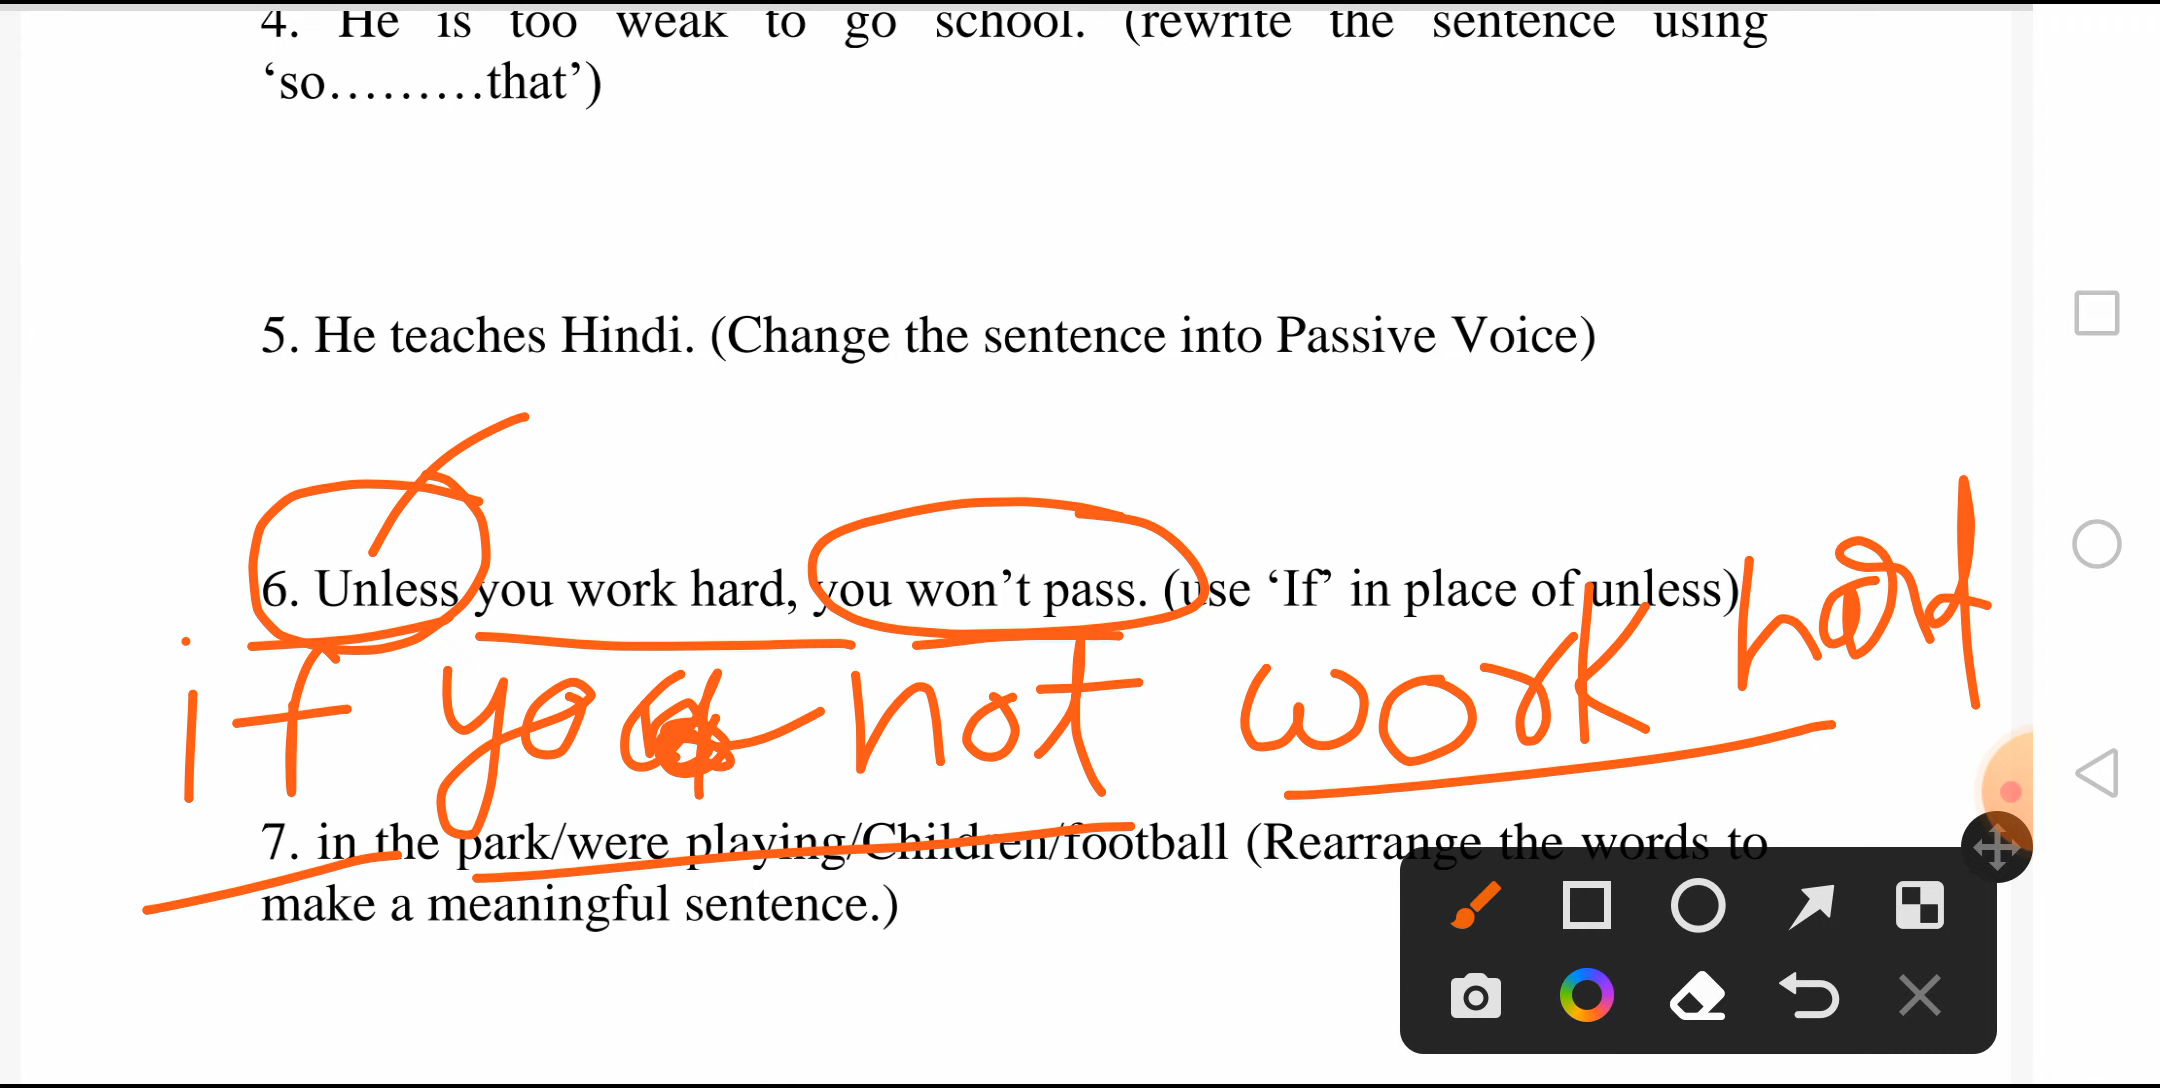 4. He is too weak to go school. (rewrite the sentence using
‘so.........that’)
5. He teaches Hindi. (Change the sentence into Passive Voice)
6. Unless you work hard, you won’t pass. (use ‘If’ in place of unless)
if you not work hard
7. in the park/were playing/Children/football (Rearrange the words to
make a meaningful sentence.)